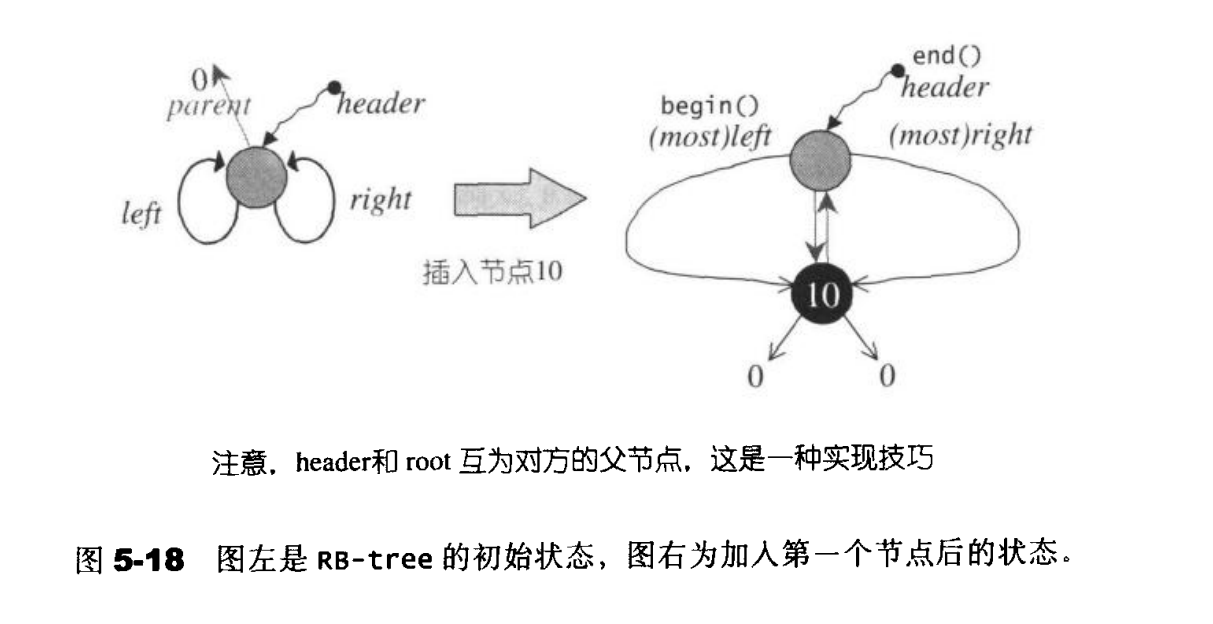 0
parent
header
left
right
插入节点10
end()
header
begin()
(most)left
(most)right
10
0
0
注意，header和 root 互为对方的父节点，这是一种实现技巧
图 5-18 图左是 RB-tree 的初始状态，图右为加入第一个节点后的状态。